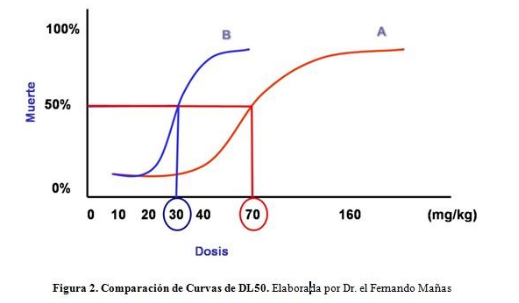 100%
B
A
Muerte
50%
0%
0 10 20 30 40 70 160 (mg/kg)
Dosis
Figura 2. Comparación de Curvas de DL50. Elaborada por Dr. el Fernando Mañas